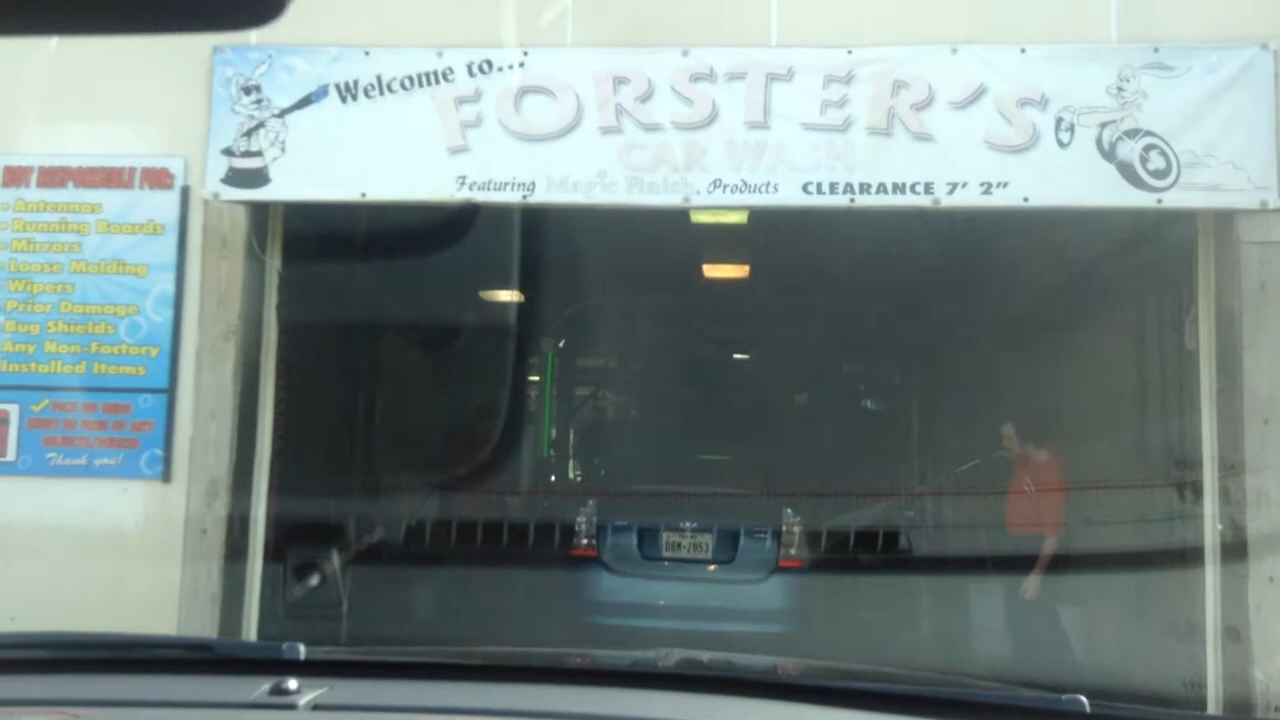 Welcome to...
FORSTER'S
CAR WASH
Featuring Magic Finish. Products CLEARANCE 7' 2"
NOT RESPONSIBLE FOR:
- Antennas
- Running Boards
- Mirrors
- Loose Molding
Wipers
Prior Damage
Bug Shields
Any Non-Factory
Installed Items
Thank you!